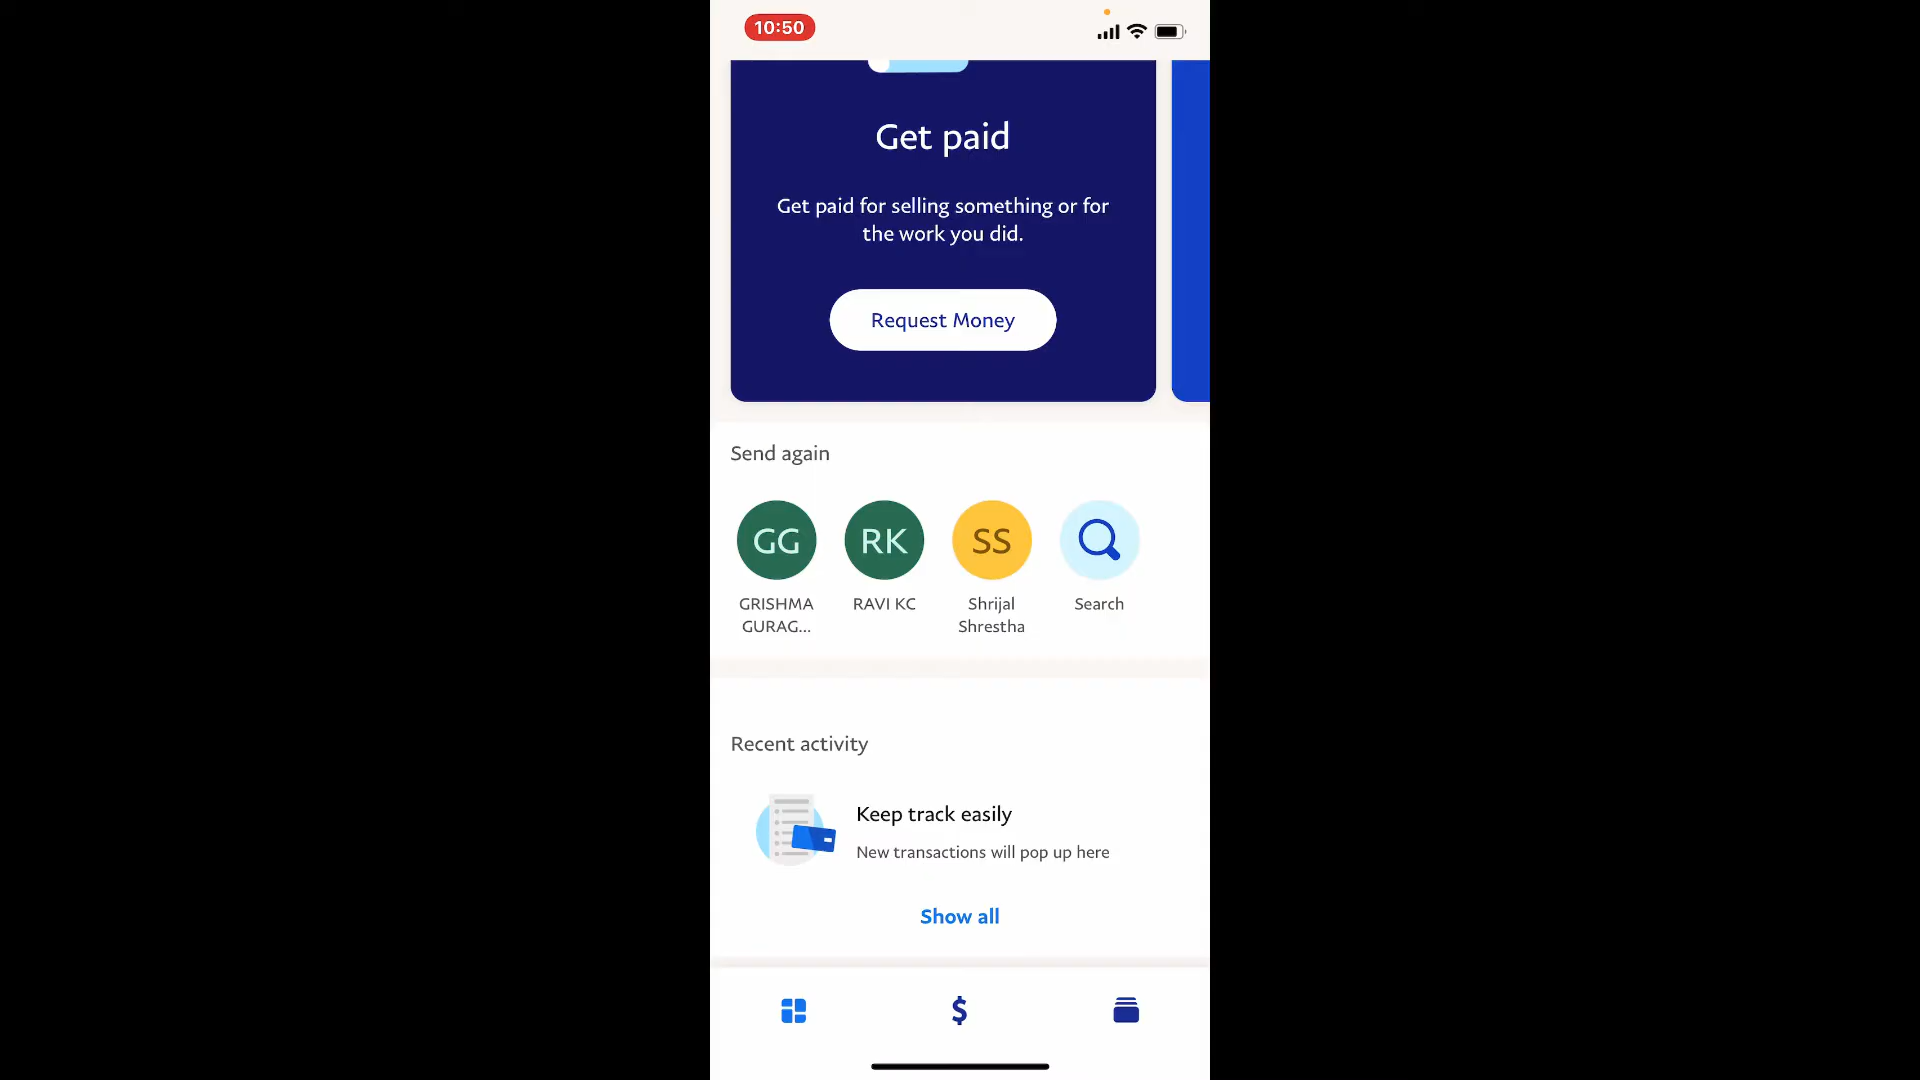 10:50
Get paid
Get paid for selling something or for
the work you did.
Request Money
Send again
GG
RK
SS
GRISHMA
GURAG...
RAVI KC
Shrijal
Shrestha
Search
Recent activity
Keep track easily
New transactions will pop up here
Show all
$